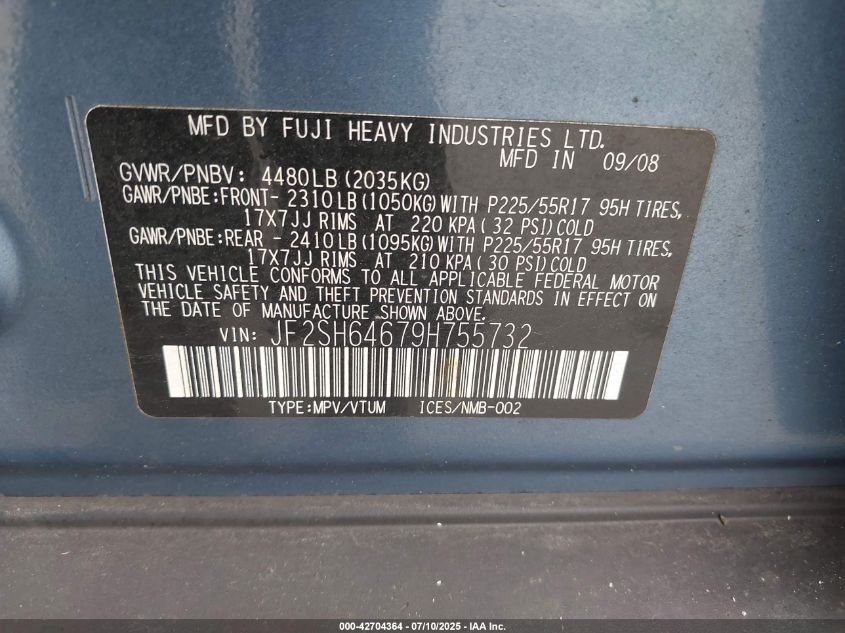 MFD BY FUJI HEAVY INDUSTRIES LTD.
MFD IN 09/08
GVWR/PNBV: 4480LB(2035KG)
GAWR/PNBE:FRONT- 2310LB(1050KG)WITH P225/55R17 95H TIRES,
17X7JJ RIMS AT 220 KPA( 32 PSI)COLD
GAWR/PNBE:REAR - 2410LB(1095KG)WITH P225/55R17 95H TIRES,
17X7JJ RIMS AT 210 KPA( 30 PSI)COLD
THIS VEHICLE CONFORMS TO ALL APPLICABLE FEDERAL MOTOR
VEHICLE SAFETY AND THEFT PREVENTION STANDARDS IN EFFECT ON
THE DATE OF MANUFACTURE SHOWN ABOVE.
VIN: JF2SH64679H755732
TYPE:MPV/VTUM ICES/NMB-002
000-42704364 - 07/10/2025 - IAA Inc.